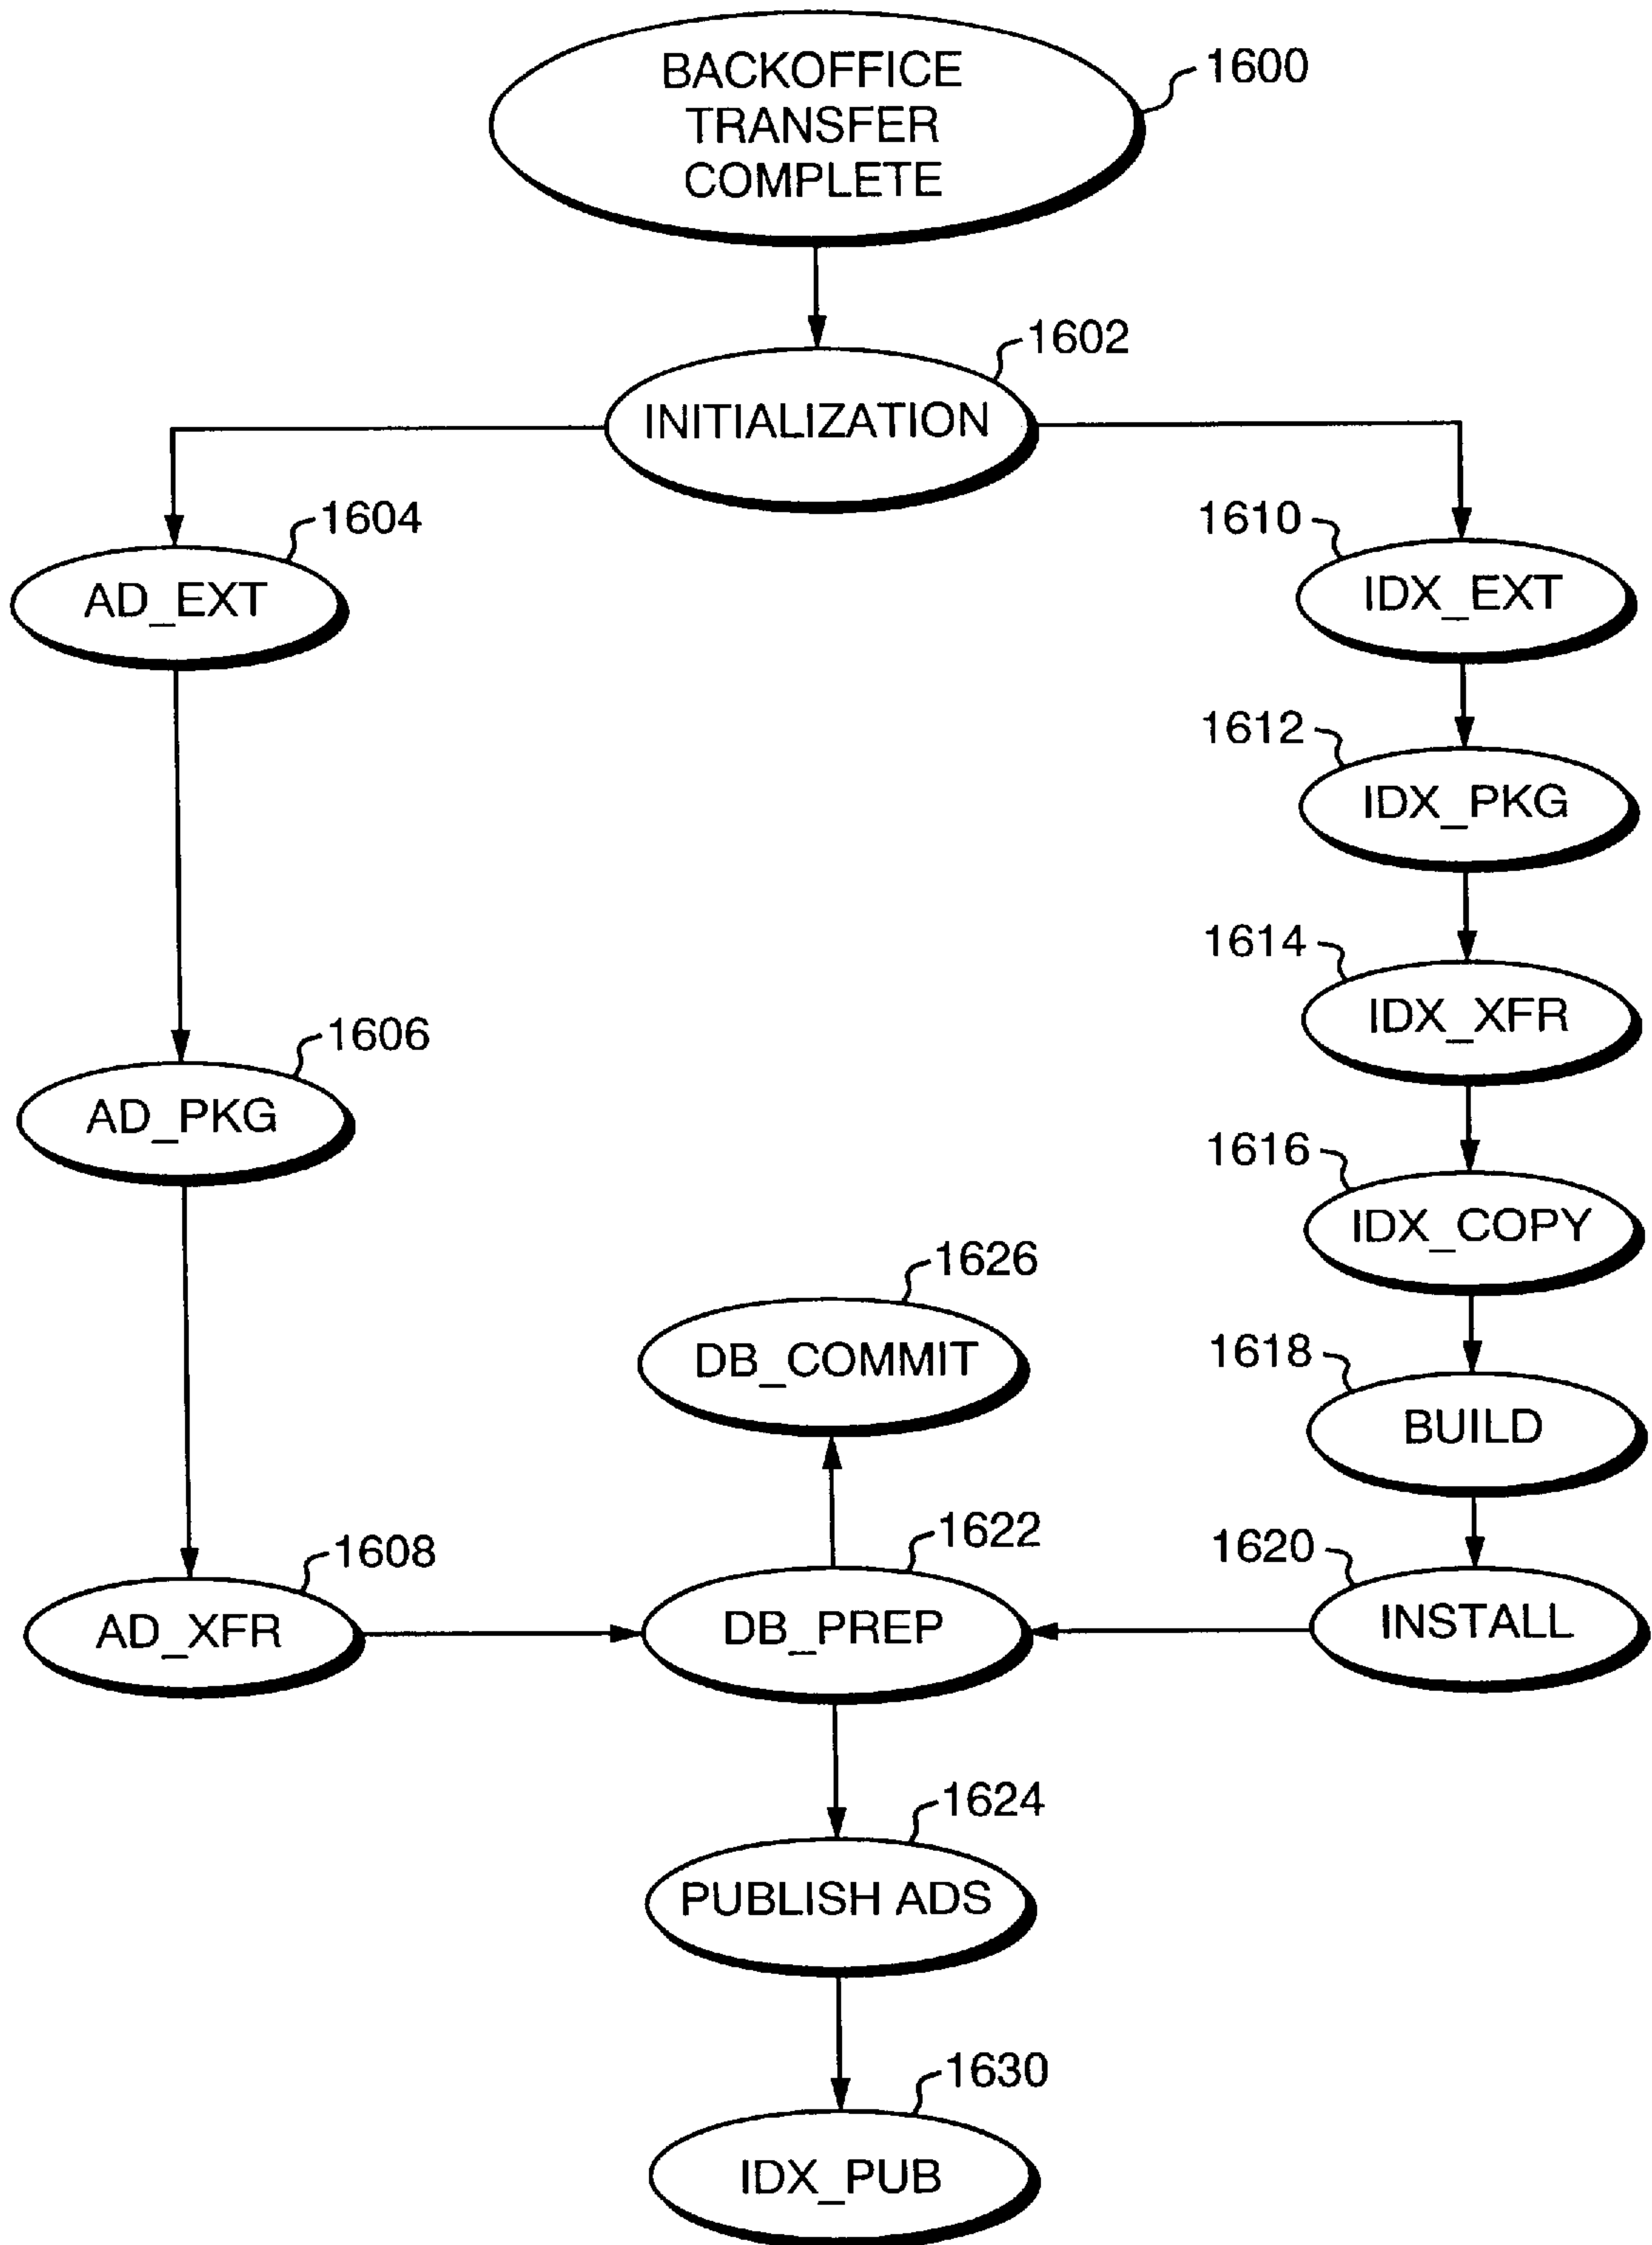 BACKOFFICE
TRANSFER
COMPLETE
1600
1602
INITIALIZATION
1604
AD_EXT
1610
IDX_EXT
1612
IDX_PKG
1614
IDX_XFR
1606
AD_PKG
1616
IDX_COPY
1626
DB_COMMIT
1618
BUILD
1608
AD_XFR
1622
DB_PREP
1620
INSTALL
1624
PUBLISH ADS
1630
IDX_PUB